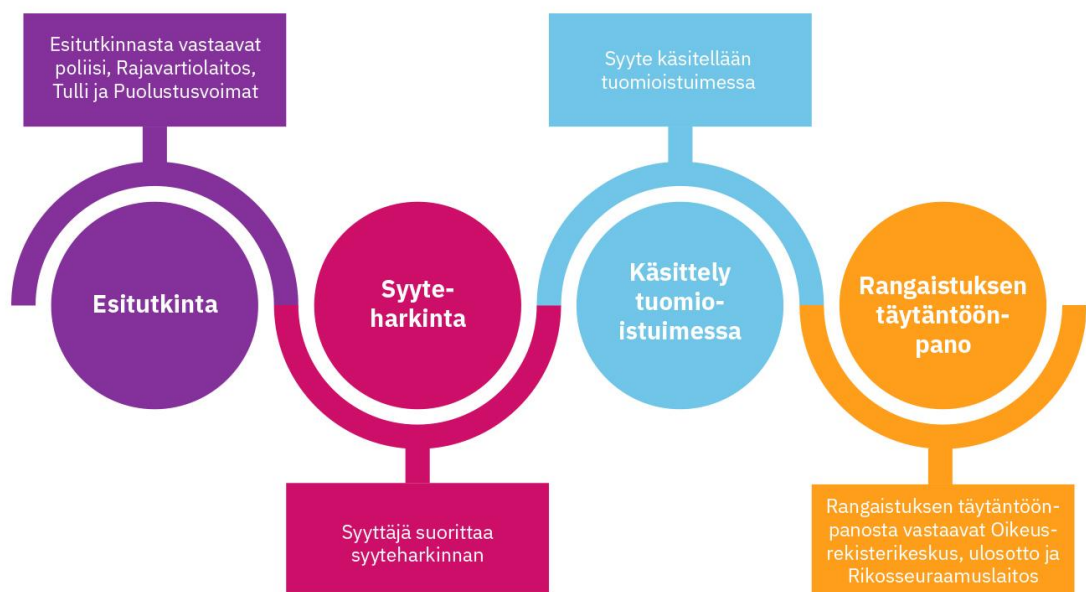 Esitutkinnasta vastaavat
poliisi, Rajavartiolaitos,
Tulli ja Puolustusvoimat
Esitutkinta
Syyte-
harkinta
Syyttäjä suorittaa
syyteharkinnan
Syyte käsitellään
tuomioistuimessa
Käsittely
tuomio-
istuimessa
Rangaistuksen
täytäntöön-
pano
Rangaistuksen täytäntöön-
panosta vastaavat Oikeus-
rekisterikeskus, ulosotto ja
Rikosseuraamuslaitos